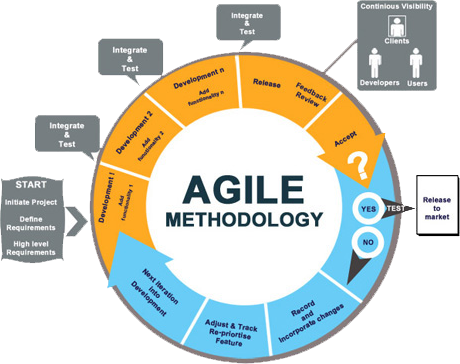 Continious Visibility
Clients
Developers
Users
Integrate
&
Test
Integrate
&
Test
Integrate
&
Test
START
Initiate Project
Define
Requirements
High level
Requirements
Development 1
Add
functionality 1
Development 2
Add
functionality 2
Development n
Add
functionality n
Release
Feedback
Review
Accept
?
YES
TEST
Release
to
market
NO
Record
and
Incorporate changes
Adjust & Track
Re-priortise
Feature
Next Iteration
into
Development
AGILE
METHODOLOGY